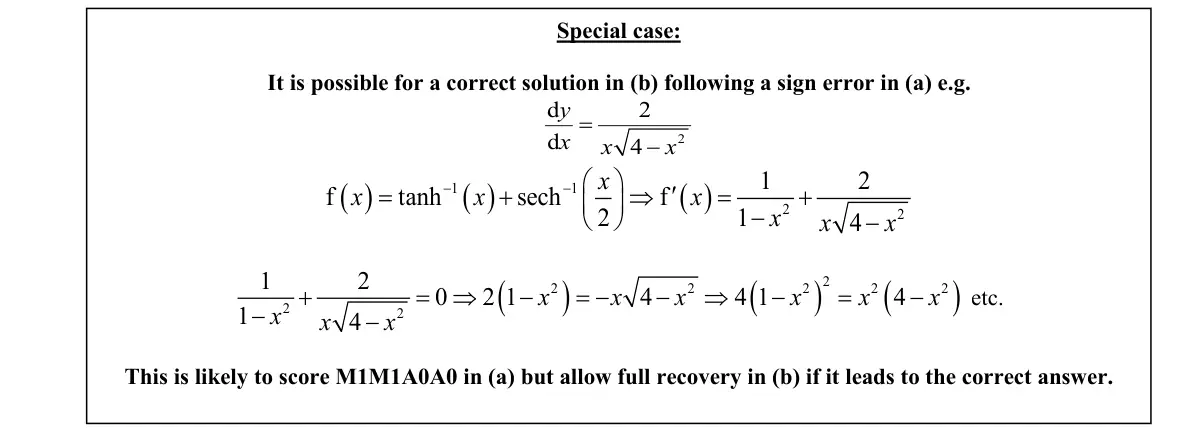 Special case:
It is possible for a correct solution in (b) following a sign error in (a) e.g.
dy/dx = 2/(x√(4 − x²))
f(x) = tanh⁻¹(x) + sech⁻¹(x/2) ⇒ f′(x) = 1/(1 − x²) + 2/(x√(4 − x²))
1/(1 − x²) + 2/(x√(4 − x²)) = 0 ⇒ 2(1 − x²) = −x√(4 − x²) ⇒ 4(1 − x²)² = x²(4 − x²) etc.
This is likely to score M1M1A0A0 in (a) but allow full recovery in (b) if it leads to the correct answer.